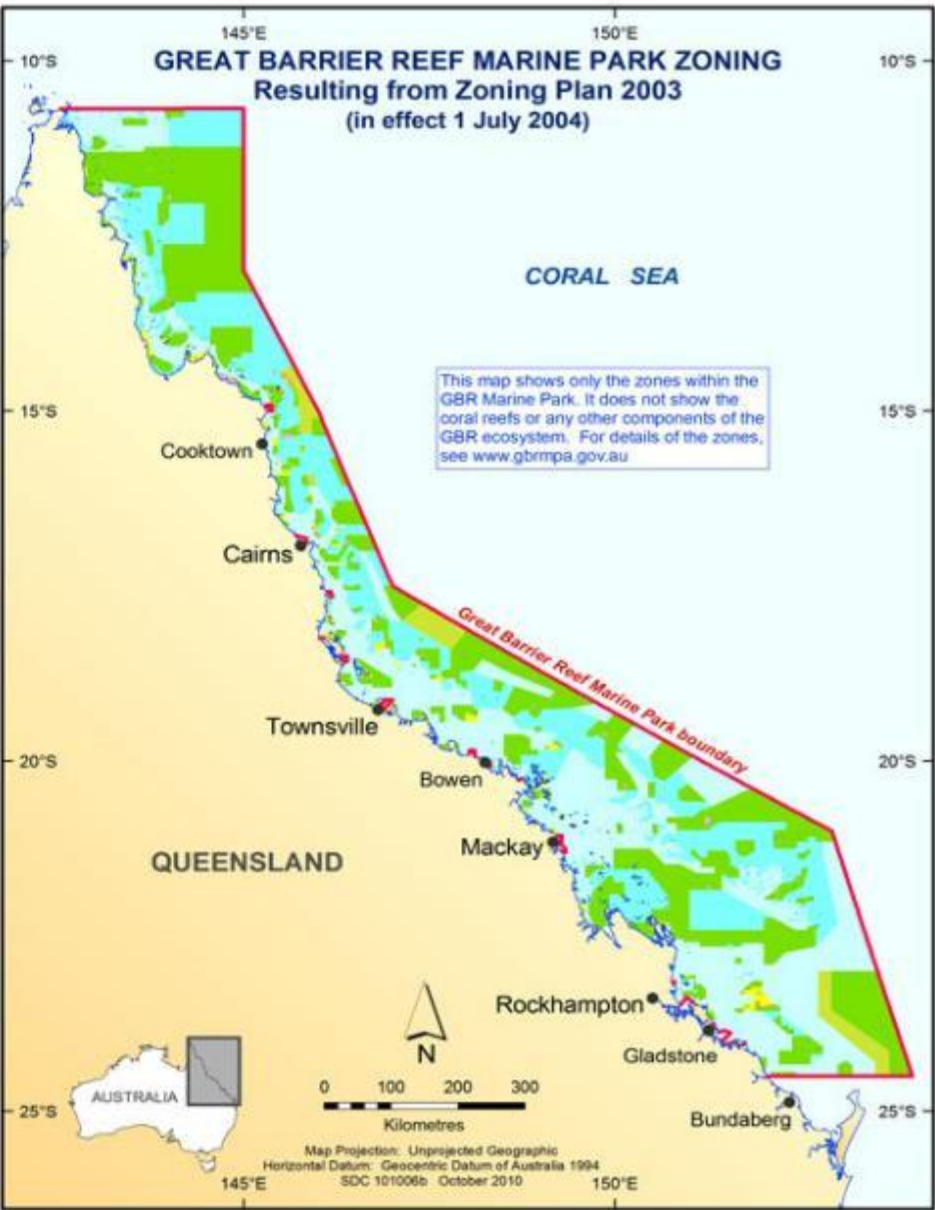 145°E 150°E
10°S 10°S
GREAT BARRIER REEF MARINE PARK ZONING
Resulting from Zoning Plan 2003
(in effect 1 July 2004)
CORAL SEA
This map shows only the zones within the
GBR Marine Park. It does not show the
coral reefs or any other components of the
GBR ecosystem. For details of the zones,
see www.gbrmpa.gov.au
15°S 15°S
Cooktown
Cairns
Great Barrier Reef Marine Park boundary
Townsville
20°S 20°S
Bowen
Mackay
QUEENSLAND
Rockhampton
N
Gladstone
AUSTRALIA
0 100 200 300
Kilometres
25°S 25°S
Bundaberg
Map Projection: Unprojected Geographic
Horizontal Datum: Geocentric Datum of Australia 1994
SDC 101006b October 2010
145°E 150°E